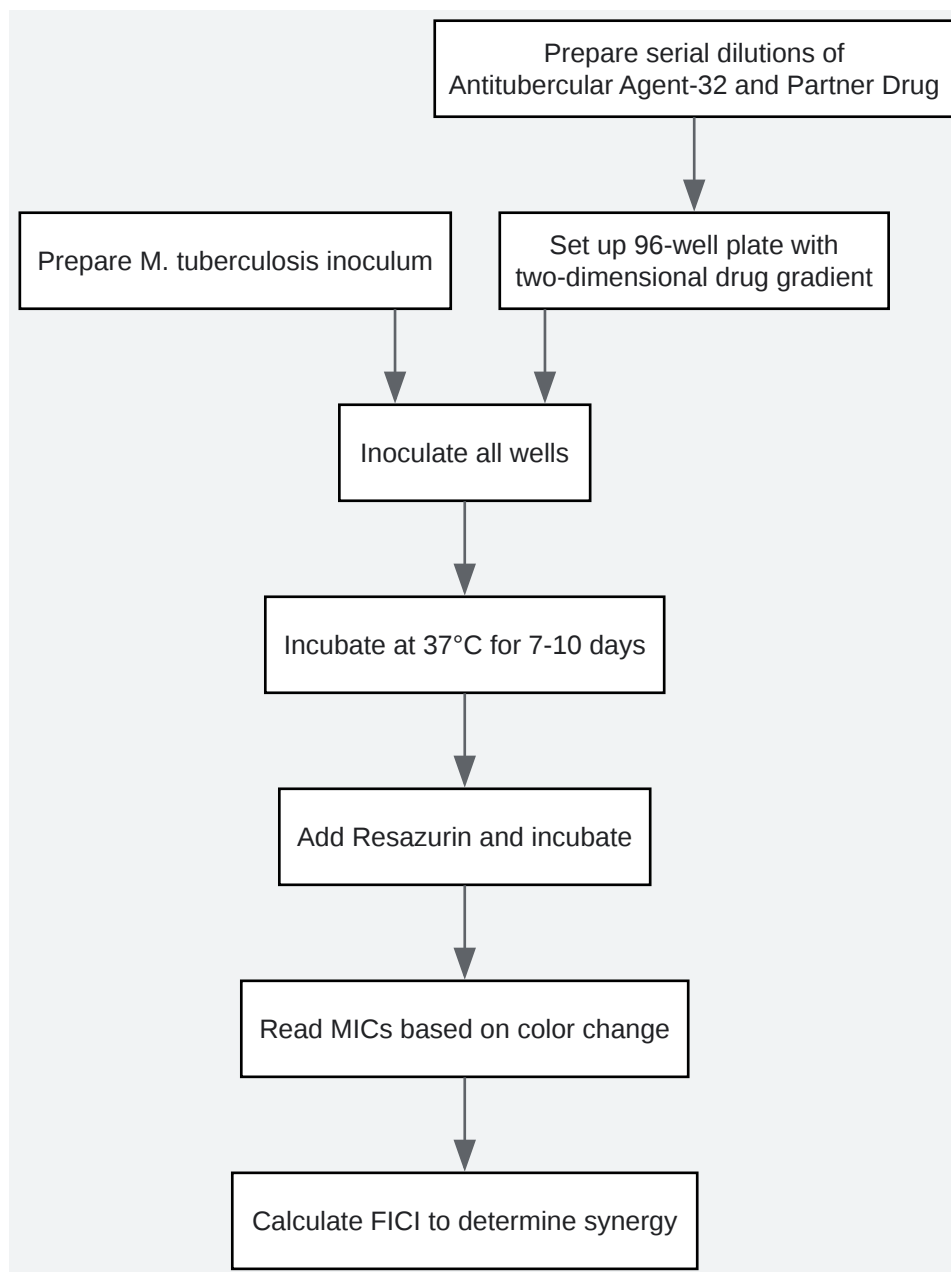 Prepare serial dilutions of
Antitubercular Agent-32 and Partner Drug
Prepare M. tuberculosis inoculum
Set up 96-well plate with
two-dimensional drug gradient
Inoculate all wells
Incubate at 37°C for 7-10 days
Add Resazurin and incubate
Read MICs based on color change
Calculate FICI to determine synergy